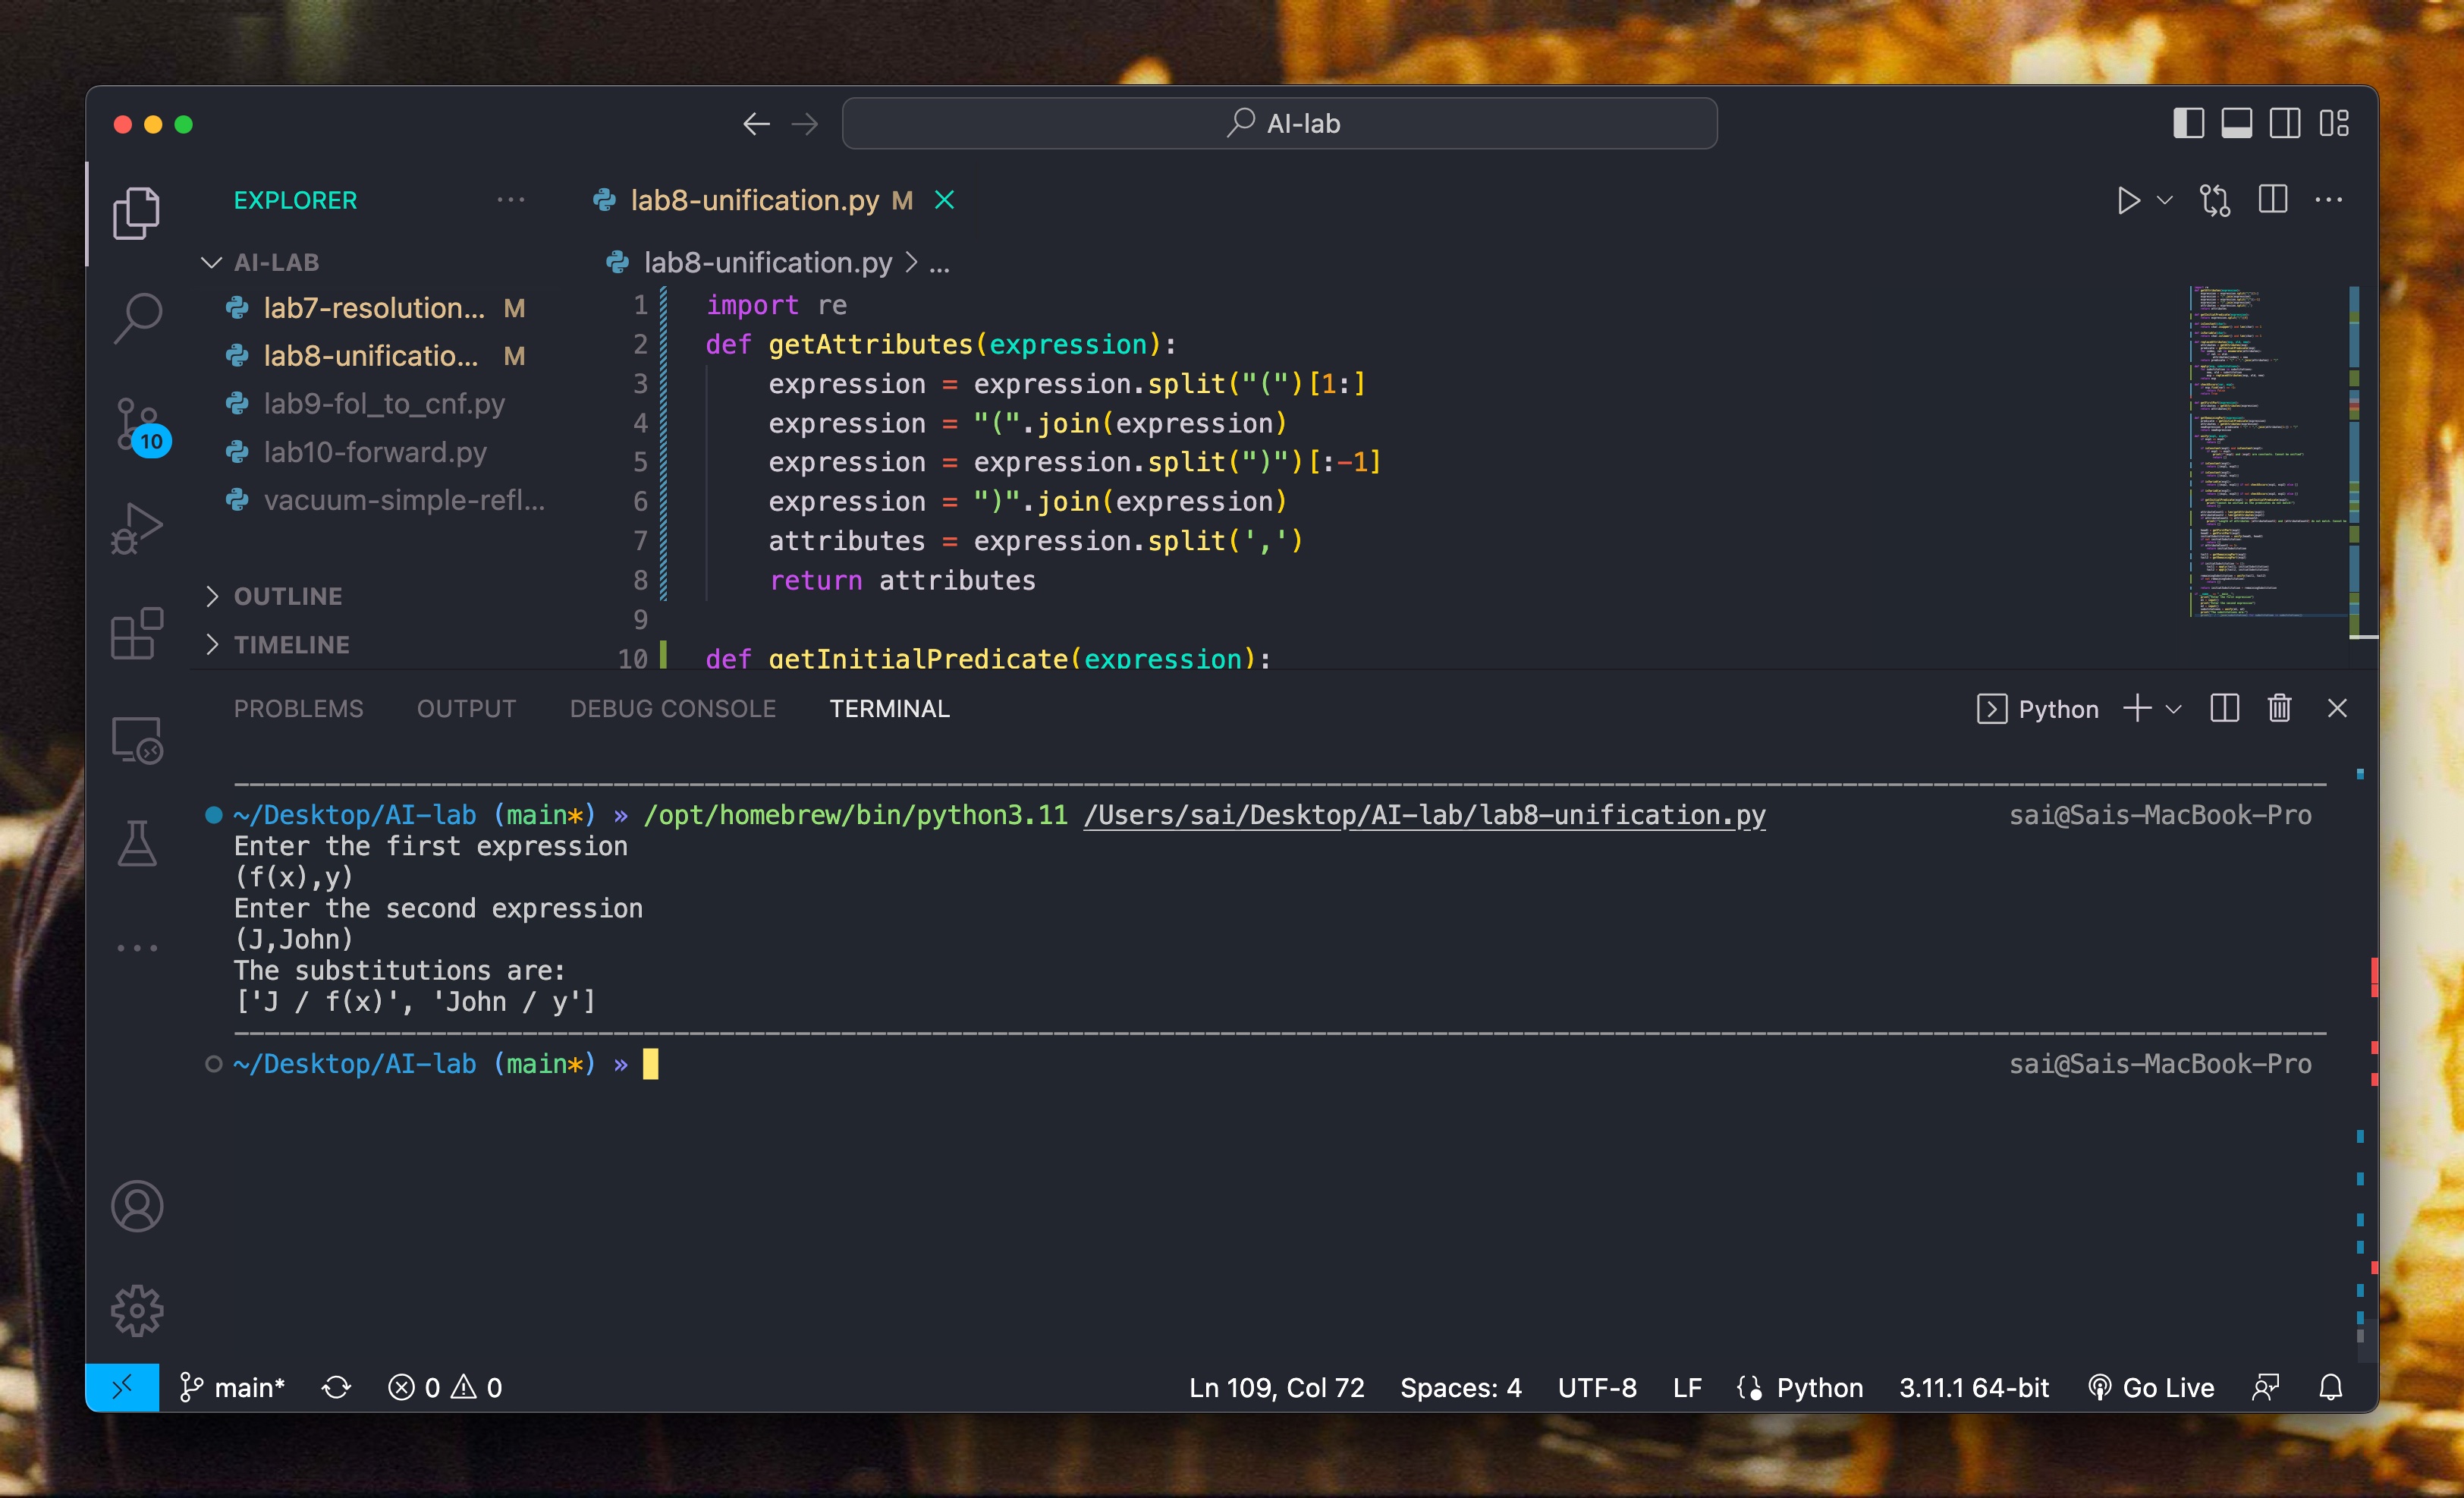 AI-lab
EXPLORER
lab8-unification.py M
AI-LAB
lab8-unification.py > ...
lab7-resolution... M
lab8-unificatio... M
lab9-fol_to_cnf.py
lab10-forward.py
vacuum-simple-refl...
OUTLINE
TIMELINE
10
1 import re
2 def getAttributes(expression):
3 expression = expression.split("(")[1:]
4 expression = "(".join(expression)
5 expression = expression.split(")")[:-1]
6 expression = ")".join(expression)
7 attributes = expression.split(',')
8 return attributes
9
10 def getInitialPredicate(expression):
PROBLEMS OUTPUT DEBUG CONSOLE TERMINAL Python
~/Desktop/AI-lab (main*) » /opt/homebrew/bin/python3.11 /Users/sai/Desktop/AI-lab/lab8-unification.py sai@Sais-MacBook-Pro
Enter the first expression
(f(x),y)
Enter the second expression
(J,John)
The substitutions are:
['J / f(x)', 'John / y']
~/Desktop/AI-lab (main*) » sai@Sais-MacBook-Pro
main* 0 0 Ln 109, Col 72 Spaces: 4 UTF-8 LF Python 3.11.1 64-bit Go Live